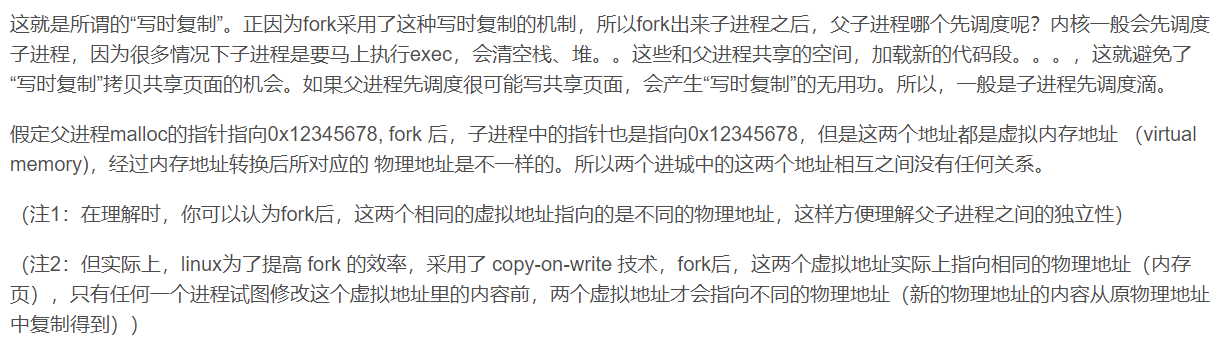 这就是所谓的“写时复制”。正因为fork采用了这种写时复制的机制，所以fork出来子进程之后，父子进程哪个先调度呢？内核一般会先调度
子进程，因为很多情况下子进程是要马上执行exec，会清空栈、堆。。这些和父进程共享的空间，加载新的代码段。。。，这就避免了
“写时复制”拷贝共享页面的机会。如果父进程先调度很可能写共享页面，会产生“写时复制”的无用功。所以，一般是子进程先调度滴。
假定父进程malloc的指针指向0x12345678, fork 后，子进程中的指针也是指向0x12345678，但是这两个地址都是虚拟内存地址 （virtual
memory)，经过内存地址转换后所对应的 物理地址是不一样的。所以两个进城中的这两个地址相互之间没有任何关系。
（注1：在理解时，你可以认为fork后，这两个相同的虚拟地址指向的是不同的物理地址，这样方便理解父子进程之间的独立性）
（注2：但实际上，linux为了提高 fork 的效率，采用了 copy-on-write 技术，fork后，这两个虚拟地址实际上指向相同的物理地址（内存
页），只有任何一个进程试图修改这个虚拟地址里的内容前，两个虚拟地址才会指向不同的物理地址（新的物理地址的内容从原物理地址
中复制得到））